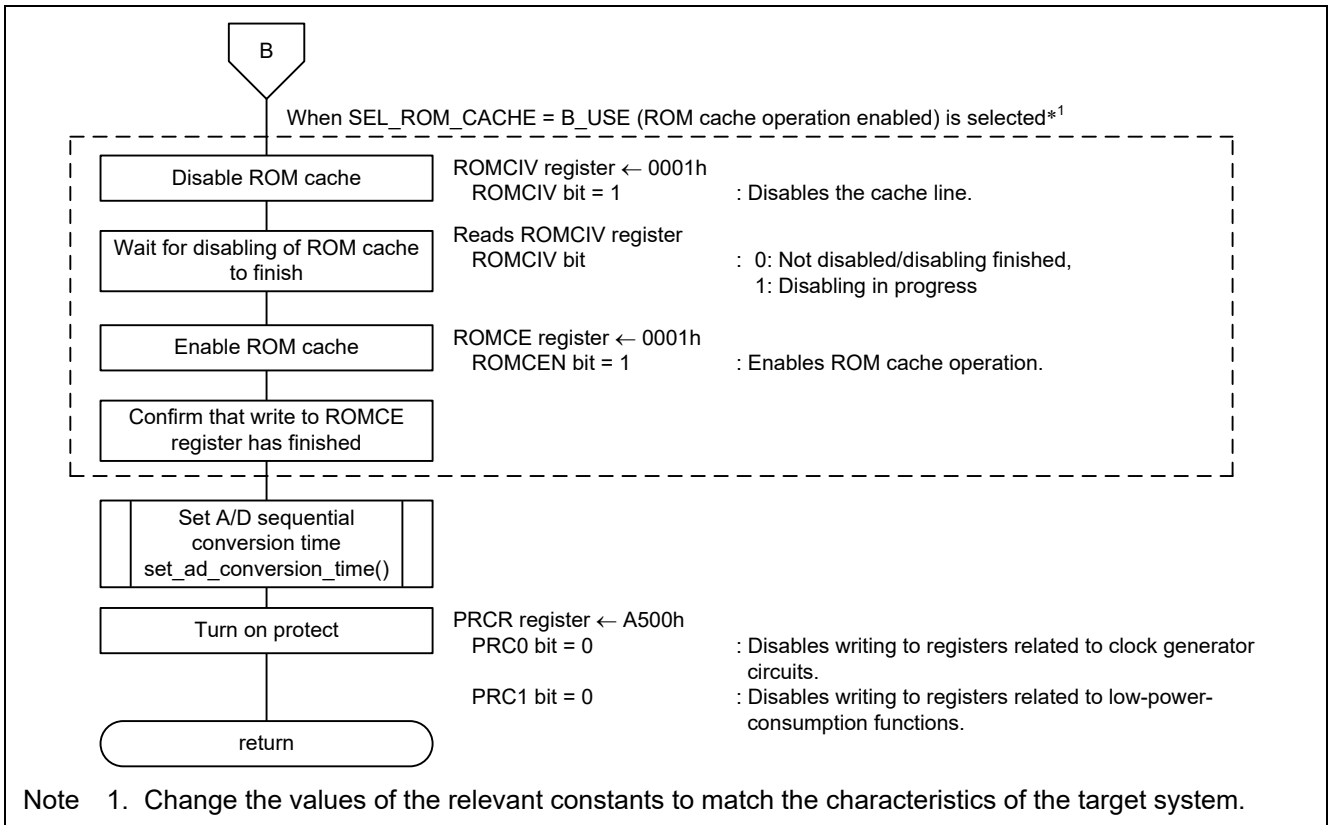 B
When SEL_ROM_CACHE = B_USE (ROM cache operation enabled) is selected*1
Disable ROM cache
ROMCIV register ← 0001h
ROMCIV bit = 1 : Disables the cache line.
Wait for disabling of ROM cache
to finish
Reads ROMCIV register
ROMCIV bit : 0: Not disabled/disabling finished,
1: Disabling in progress
Enable ROM cache
ROMCE register ← 0001h
ROMCEN bit = 1 : Enables ROM cache operation.
Confirm that write to ROMCE
register has finished
Set A/D sequential
conversion time
set_ad_conversion_time()
Turn on protect
PRCR register ← A500h
PRC0 bit = 0 : Disables writing to registers related to clock generator
circuits.
PRC1 bit = 0 : Disables writing to registers related to low-power-
consumption functions.
return
Note 1. Change the values of the relevant constants to match the characteristics of the target system.